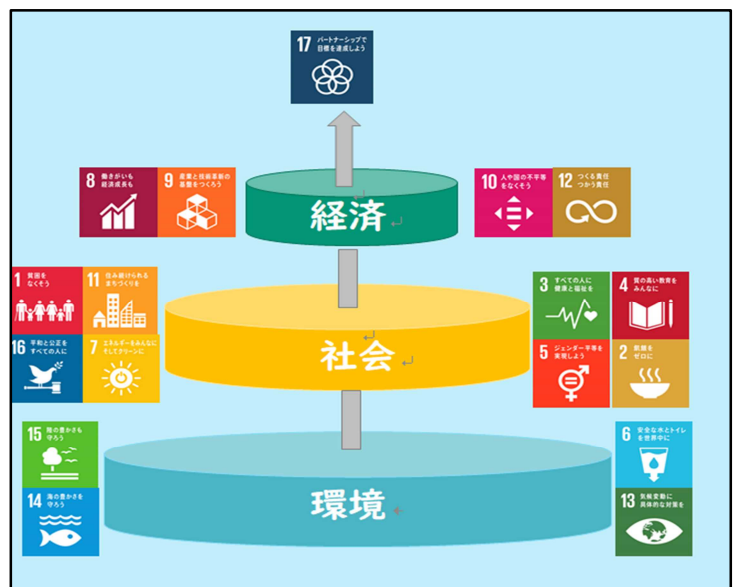 17 パートナーシップで
目標を達成しよう
8 働きがいも
経済成長も
9 産業と技術革新の
基盤をつくろう
経済
10 人や国の不平等
をなくそう
12 つくる責任
つかう責任
1 貧困を
なくそう
11 住み続けられる
まちづくりを
3 すべての人に
健康と福祉を
4 質の高い教育を
みんなに
社会
16 平和と公正を
すべての人に
7 エネルギーをみんなに
そしてクリーンに
5 ジェンダー平等を
実現しよう
2 飢餓を
ゼロに
15 陸の豊かさも
守ろう
6 安全な水とトイレ
を世界中に
14 海の豊かさを
守ろう
環境
13 気候変動に
具体的な対策を